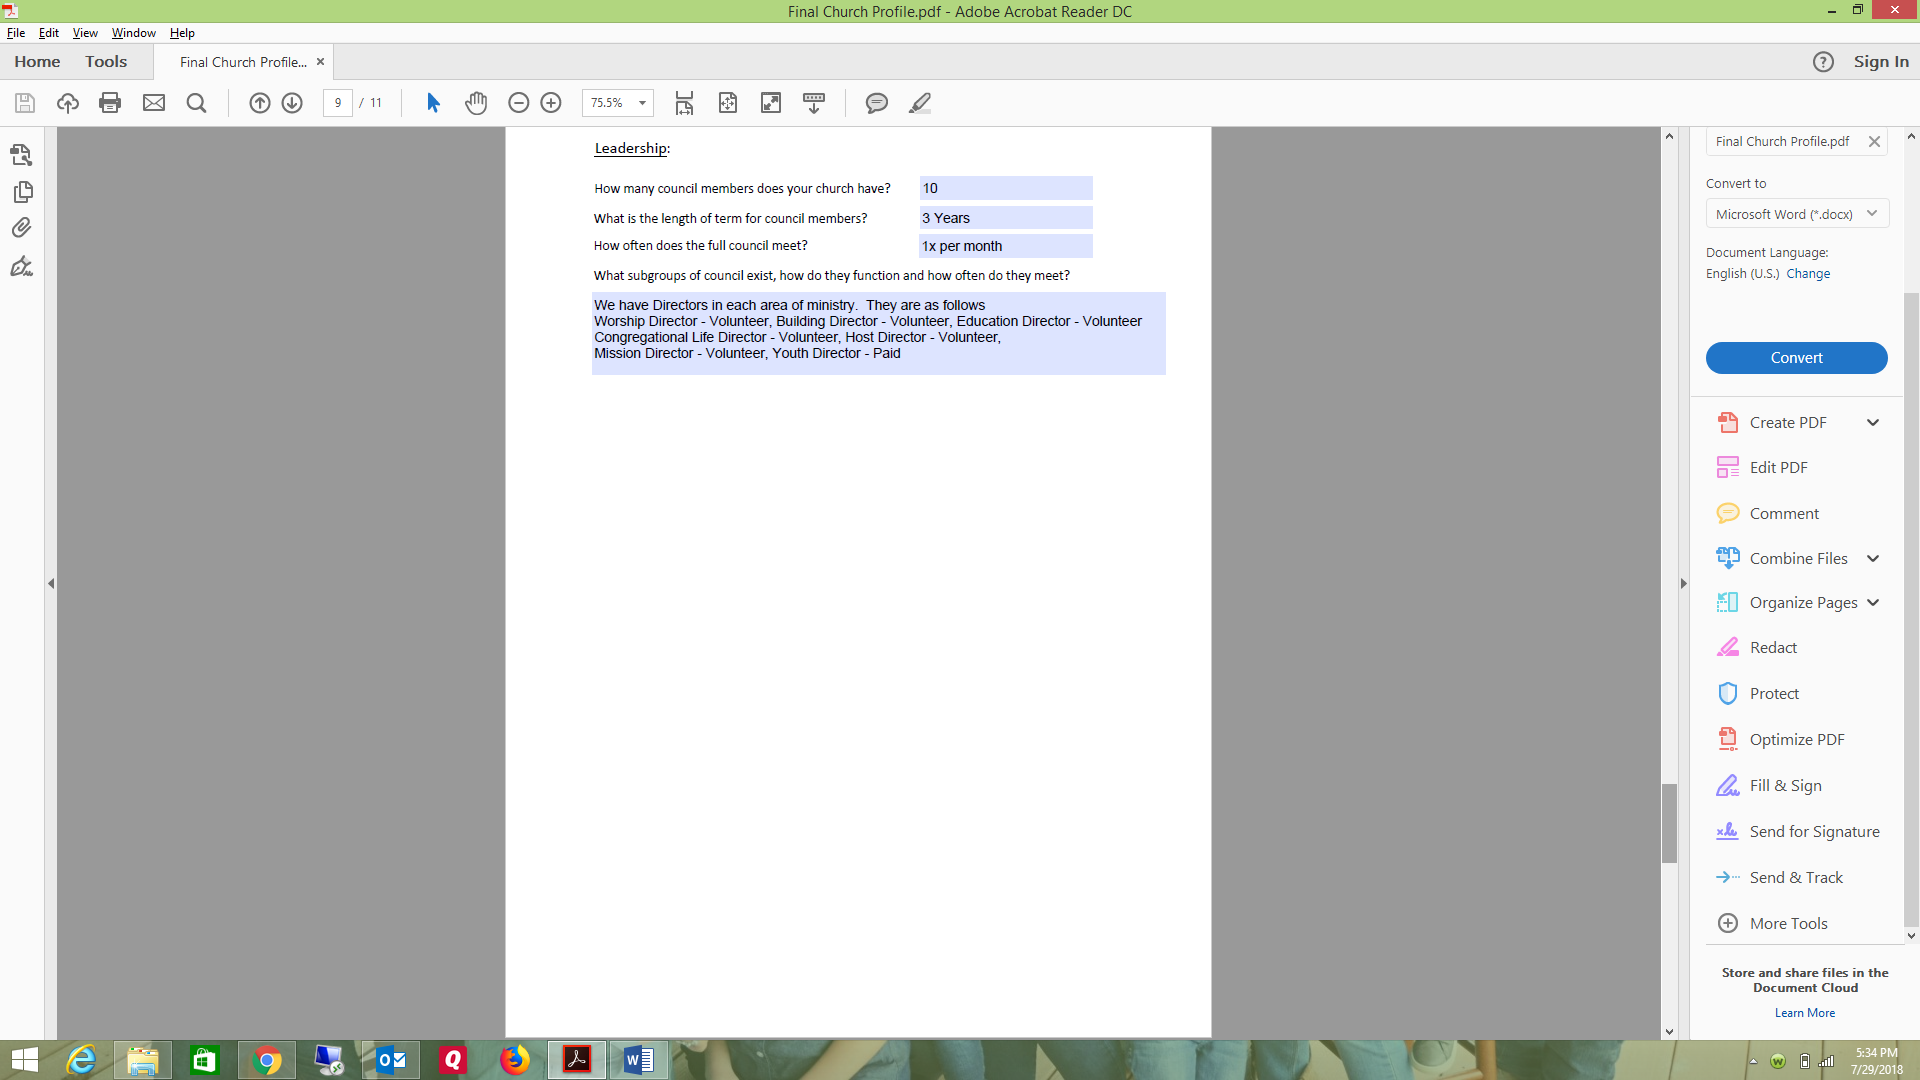 Final Church Profile.pdf - Adobe Acrobat Reader DC
File Edit View Window Help
Home Tools Final Church Profile... Sign In
9 / 11 75.5%
Leadership:
How many council members does your church have? 10
What is the length of term for council members? 3 Years
How often does the full council meet? 1x per month
What subgroups of council exist, how do they function and how often do they meet?
We have Directors in each area of ministry. They are as follows
Worship Director - Volunteer, Building Director - Volunteer, Education Director - Volunteer
Congregational Life Director - Volunteer, Host Director - Volunteer,
Mission Director - Volunteer, Youth Director - Paid
Final Church Profile.pdf
Convert to
Microsoft Word (*.docx)
Document Language:
English (U.S.) Change
Convert
Create PDF
Edit PDF
Comment
Combine Files
Organize Pages
Redact
Protect
Optimize PDF
Fill & Sign
Send for Signature
Send & Track
More Tools
Store and share files in the
Document Cloud
Learn More
5:34 PM
7/29/2018